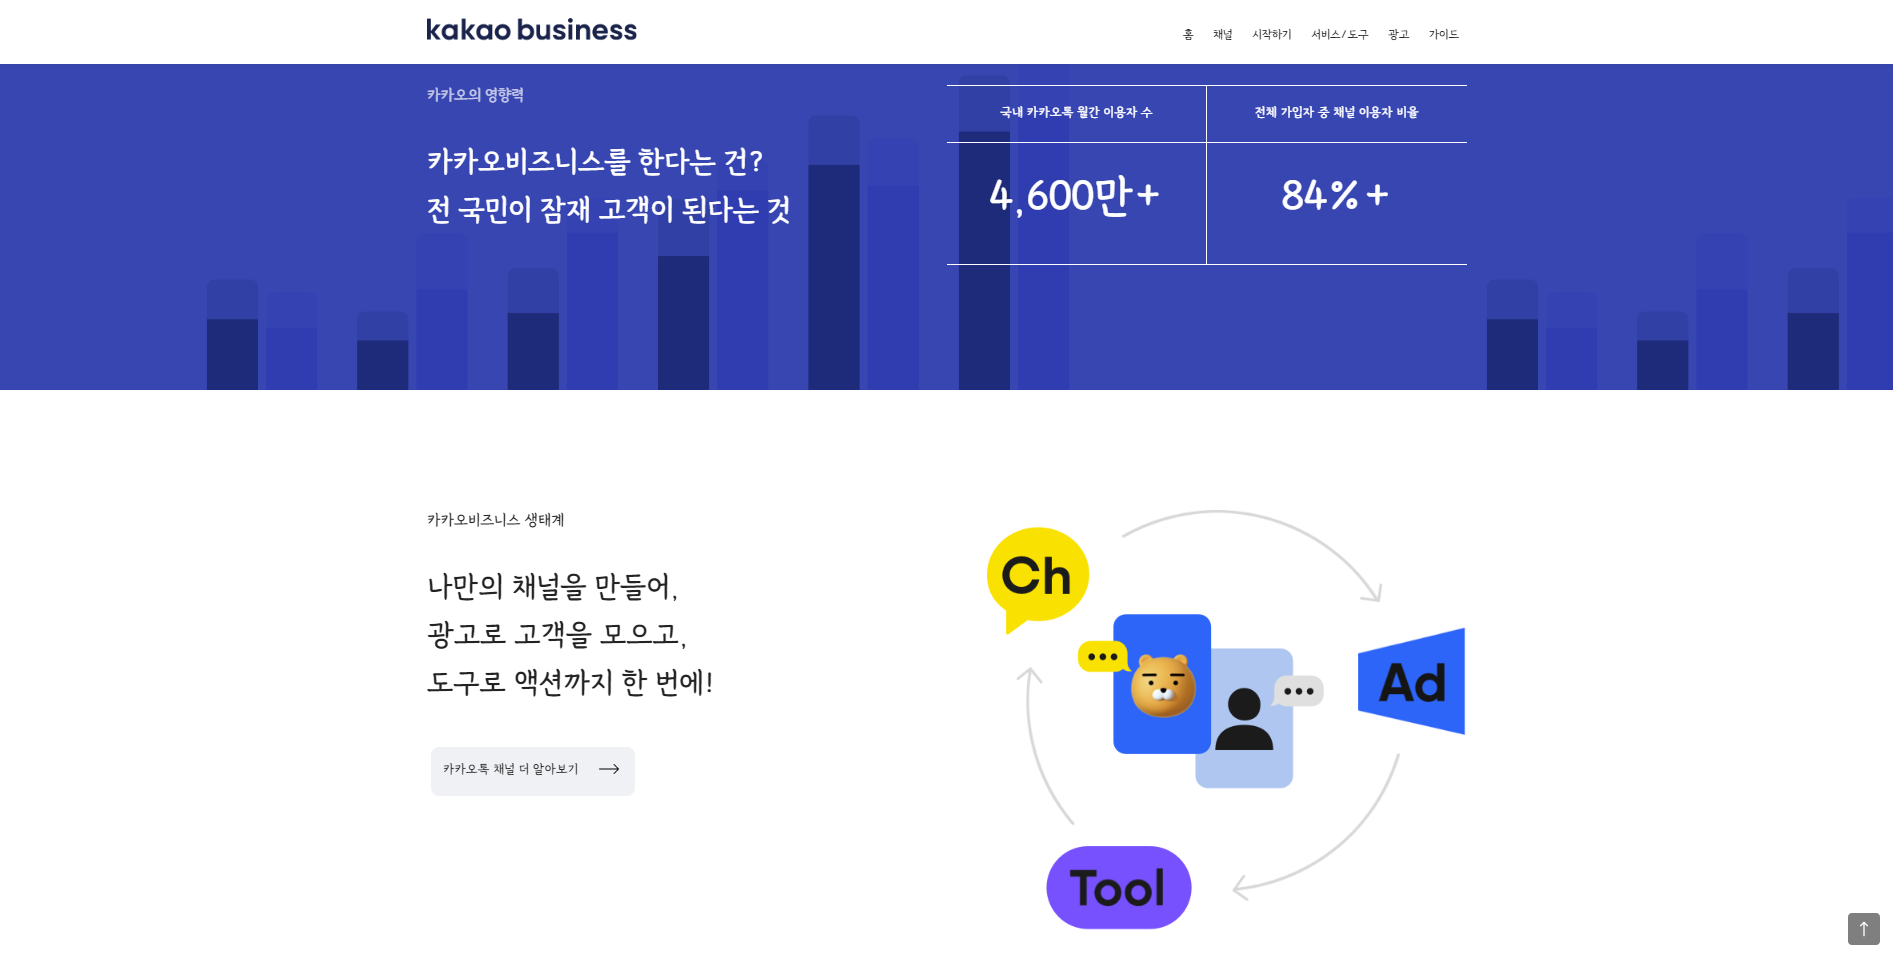 kakao business
홈 채널 시작하기 서비스/도구 광고 가이드
카카오의 영향력
카카오비즈니스를 한다는 건?
전 국민이 잠재 고객이 된다는 것
국내 카카오톡 월간 이용자 수
전체 가입자 중 채널 이용자 비율
4,600만+
84%+
카카오비즈니스 생태계
나만의 채널을 만들어,
광고로 고객을 모으고,
도구로 액션까지 한 번에!
카카오톡 채널 더 알아보기
Ch
Ad
Tool